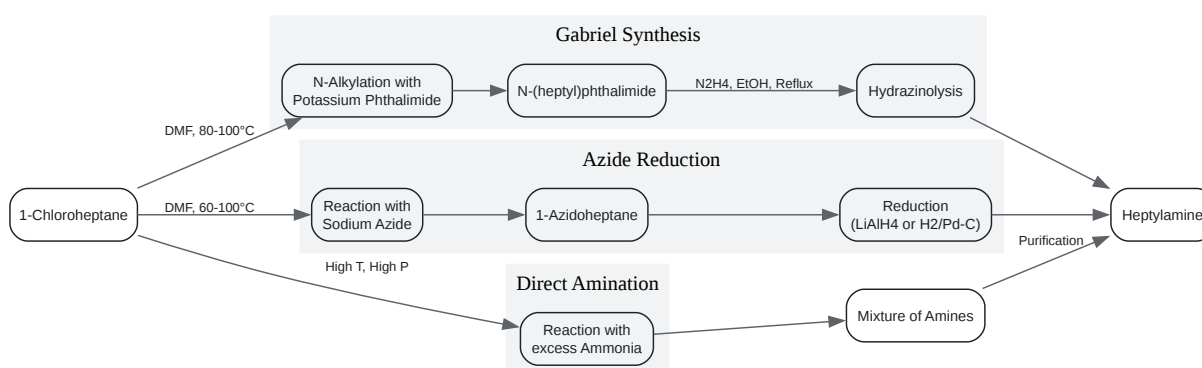 Gabriel Synthesis
N-Alkylation with
Potassium Phthalimide
N-(heptyl)phthalimide
N2H4, EtOH, Reflux
Hydrazinolysis
DMF, 80-100°C
Azide Reduction
1-Chloroheptane
DMF, 60-100°C
Reaction with
Sodium Azide
1-Azidoheptane
Reduction
(LiAlH4 or H2/Pd-C)
Heptylamine
Purification
High T, High P
Direct Amination
Reaction with
excess Ammonia
Mixture of Amines